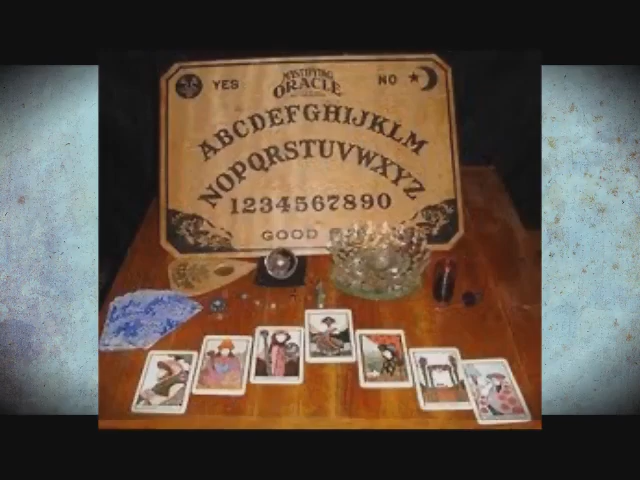 YES MYSTIFYING NO
ORACLE
ABCDEFGHIJKLM
NOPQRSTUVWXYZ
1234567890
GOOD